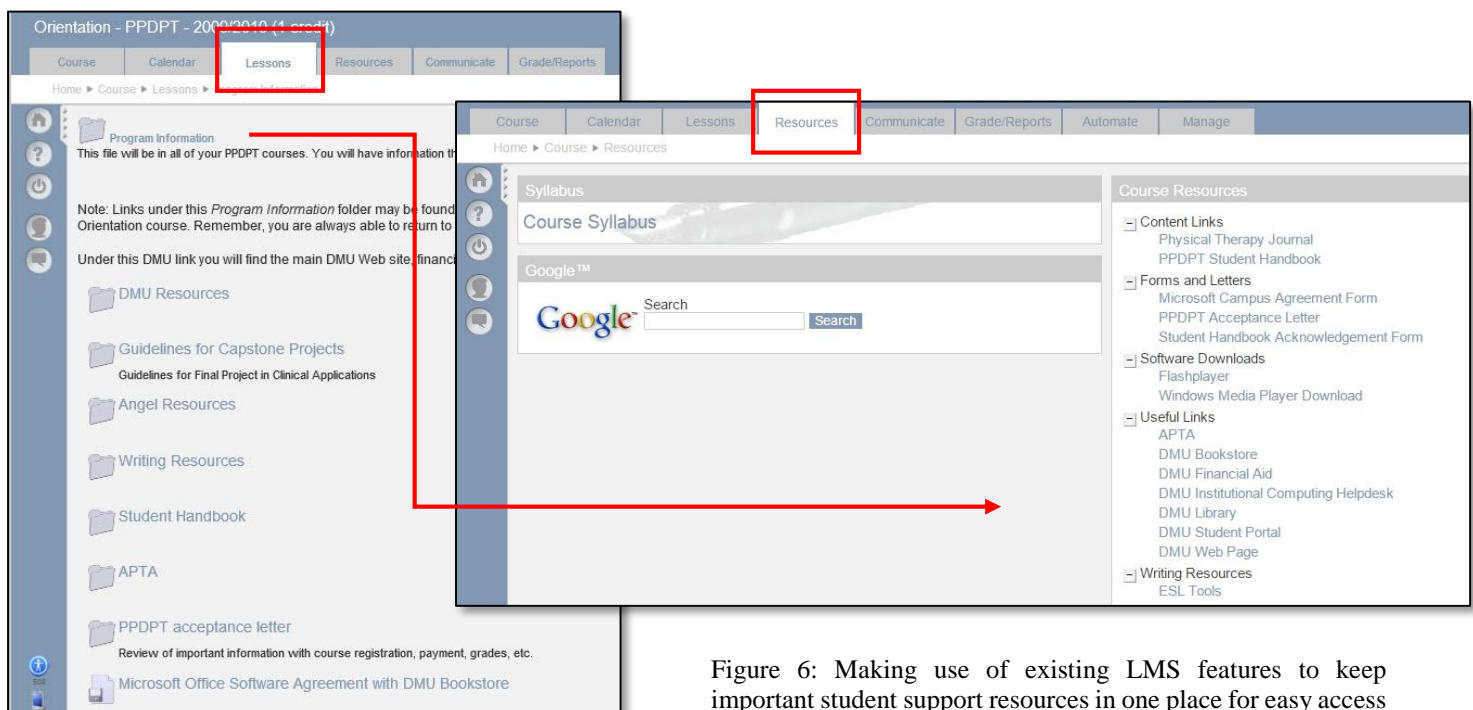 Orientation - PPDPT - 2009/2010 (1 credit)
Course Calendar Lessons Resources Communicate Grade/Reports
Home ▶ Course ▶ Lessons ▶ Program Information
Program Information
This file will be in all of your PPDPT courses. You will have information
Note: Links under this Program Information folder may be found
Orientation course. Remember, you are always able to return to
Under this DMU link you will find the main DMU Web site,
DMU Resources
Guidelines for Capstone Projects
Guidelines for Final Project in Clinical Applications
Angel Resources
Writing Resources
Student Handbook
APTA
PPDPT acceptance letter
Review of important information with course registration, payment, grades, etc.
Microsoft Office Software Agreement with DMU Bookstore
Course Calendar Lessons Resources Communicate Grade/Reports Automate Manage
Home ▶ Course ▶ Resources
Syllabus
Course Syllabus
Google™
Google™
Search
Search
Course Resources
Content Links
Physical Therapy Journal
PPDPT Student Handbook
Forms and Letters
Microsoft Campus Agreement Form
PPDPT Acceptance Letter
Student Handbook Acknowledgement Form
Software Downloads
Flashplayer
Windows Media Player Download
Useful Links
APTA
DMU Bookstore
DMU Financial Aid
DMU Institutional Computing Helpdesk
DMU Library
DMU Student Portal
DMU Web Page
Writing Resources
ESL Tools
Figure 6: Making use of existing LMS features to keep
important student support resources in one place for easy access